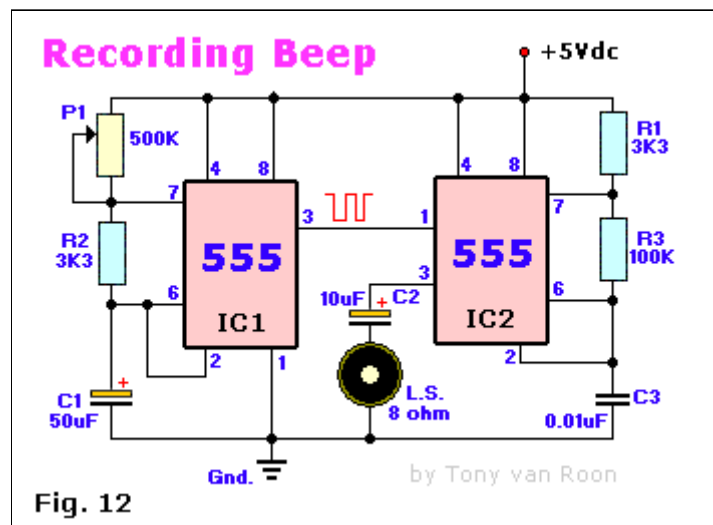 Recording Beep
+5Vdc
P1
500K
4
8
4
8
R1
3K3
7
3
1
7
R2
3K3
555
555
R3
100K
3
6
10uF
+
C2
6
IC1
IC2
2
2
1
+
C1
50uF
L.S.
8 ohm
C3
0.01uF
Gnd.
by Tony van Roon
Fig. 12